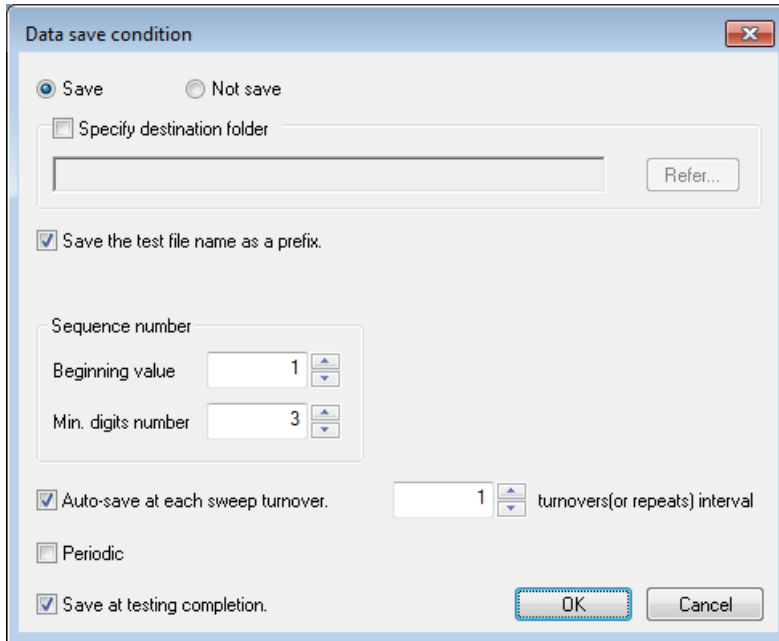 Data save condition
Save Not save
Specify destination folder
Refer...
Save the test file name as a prefix.
Sequence number
Beginning value 1
Min. digits number 3
Auto-save at each sweep turnover. 1 turnovers(or repeats) interval
Periodic
Save at testing completion. OK Cancel